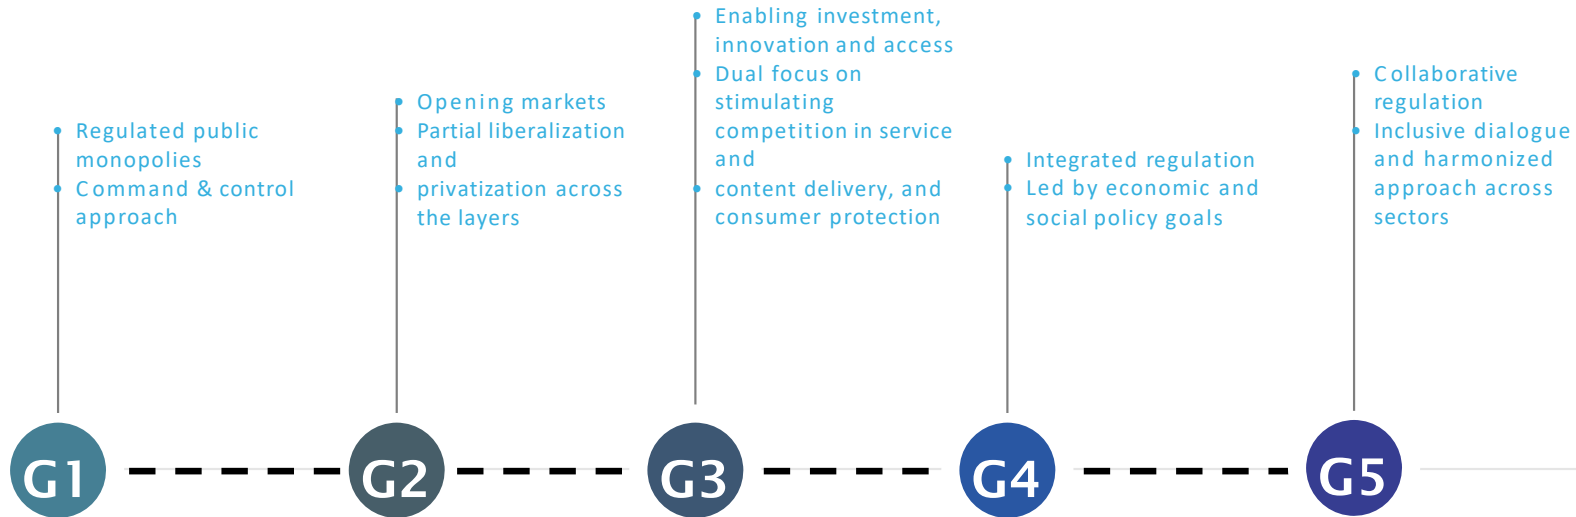 Regulated public
monopolies
Command & control
approach
Opening markets
Partial liberalization
and
privatization across
the layers
Enabling investment,
innovation and access
Dual focus on
stimulating
competition in service
and
content delivery, and
consumer protection
Integrated regulation
Led by economic and
social policy goals
Collaborative
regulation
Inclusive dialogue
and harmonized
approach across
sectors
G1
G2
G3
G4
G5